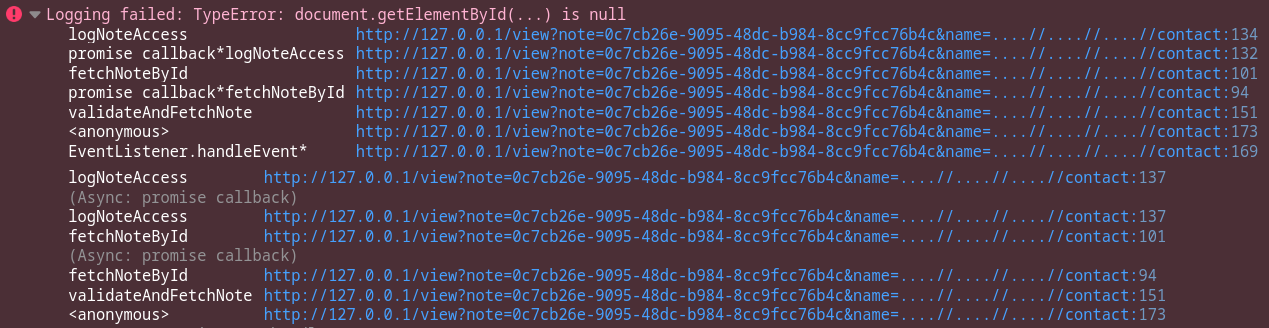 Logging failed: TypeError: document.getElementById(...) is null
logNoteAccess http://127.0.0.1/view?note=0c7cb26e-9095-48dc-b984-8cc9fcc76b4c&name=....//....//....//contact:134
promise callback*logNoteAccess http://127.0.0.1/view?note=0c7cb26e-9095-48dc-b984-8cc9fcc76b4c&name=....//....//....//contact:132
fetchNoteById http://127.0.0.1/view?note=0c7cb26e-9095-48dc-b984-8cc9fcc76b4c&name=....//....//....//contact:101
promise callback*fetchNoteById http://127.0.0.1/view?note=0c7cb26e-9095-48dc-b984-8cc9fcc76b4c&name=....//....//....//contact:94
validateAndFetchNote http://127.0.0.1/view?note=0c7cb26e-9095-48dc-b984-8cc9fcc76b4c&name=....//....//....//contact:151
<anonymous> http://127.0.0.1/view?note=0c7cb26e-9095-48dc-b984-8cc9fcc76b4c&name=....//....//....//contact:173
EventListener.handleEvent* http://127.0.0.1/view?note=0c7cb26e-9095-48dc-b984-8cc9fcc76b4c&name=....//....//....//contact:169
logNoteAccess http://127.0.0.1/view?note=0c7cb26e-9095-48dc-b984-8cc9fcc76b4c&name=....//....//....//contact:137
(Async: promise callback)
logNoteAccess http://127.0.0.1/view?note=0c7cb26e-9095-48dc-b984-8cc9fcc76b4c&name=....//....//....//contact:137
fetchNoteById http://127.0.0.1/view?note=0c7cb26e-9095-48dc-b984-8cc9fcc76b4c&name=....//....//....//contact:101
(Async: promise callback)
fetchNoteById http://127.0.0.1/view?note=0c7cb26e-9095-48dc-b984-8cc9fcc76b4c&name=....//....//....//contact:94
validateAndFetchNote http://127.0.0.1/view?note=0c7cb26e-9095-48dc-b984-8cc9fcc76b4c&name=....//....//....//contact:151
<anonymous> http://127.0.0.1/view?note=0c7cb26e-9095-48dc-b984-8cc9fcc76b4c&name=....//....//....//contact:173